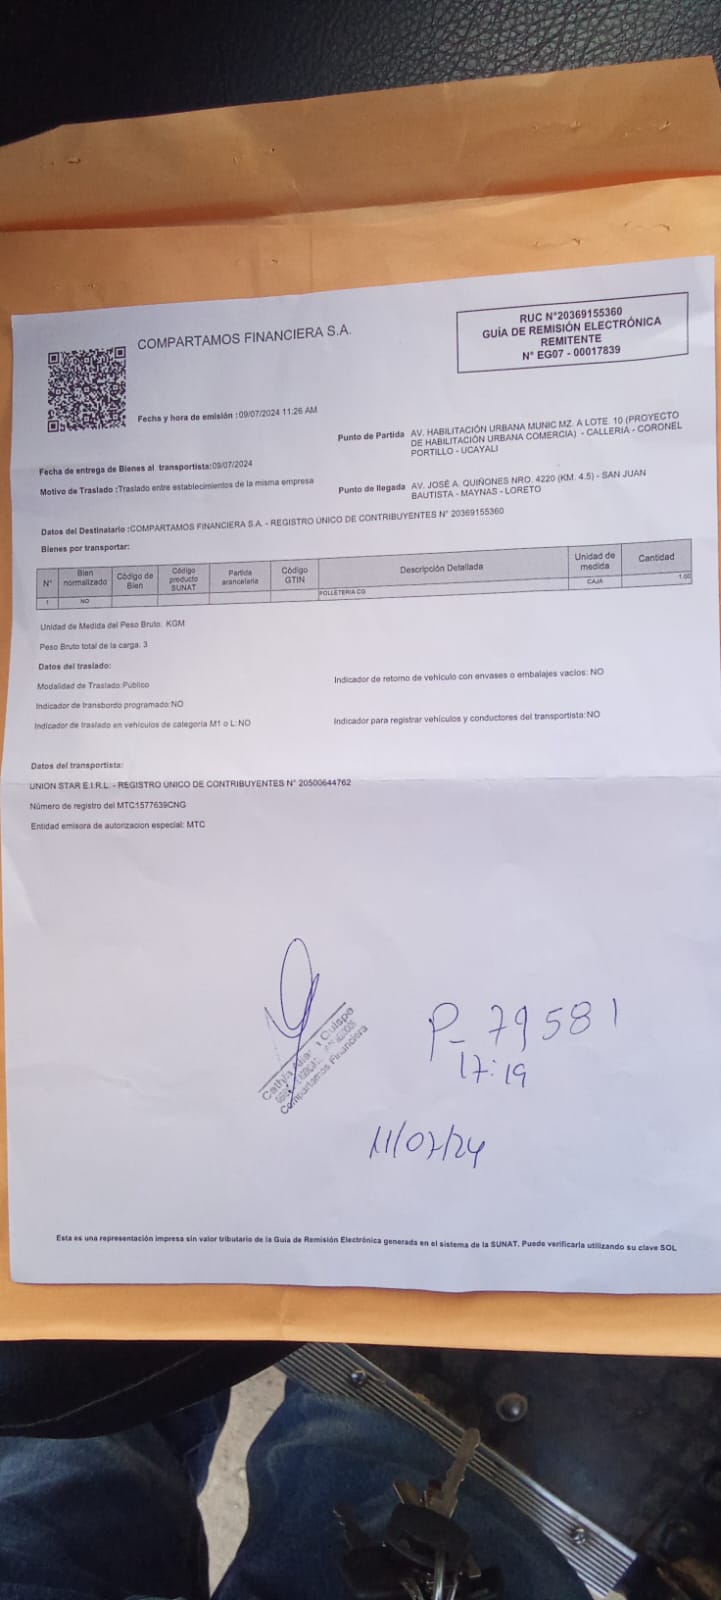 COMPARTAMOS FINANCIERA S.A.
RUC N°20369155360
GUÍA DE REMISIÓN ELECTRÓNICA
REMITENTE
N° EG07 - 00017839
Fecha y hora de emisión :09/07/2024 11:26 AM
Fecha de entrega de Bienes al transportista:09/07/2024
Motivo de Traslado :Traslado entre establecimientos de la misma empresa
Punto de Partida AV. HABILITACIÓN URBANA MUNIC MZ. A LOTE. 10 (PROYECTO
DE HABILITACIÓN URBANA COMERCIA) - CALLERIA - CORONEL
PORTILLO - UCAYALI
Punto de llegada AV. JOSÉ A. QUIÑONES NRO. 4220 (KM. 4.5) - SAN JUAN
BAUTISTA - MAYNAS - LORETO
Datos del Destinatario :COMPARTAMOS FINANCIERA S.A. - REGISTRO ÚNICO DE CONTRIBUYENTES N° 20369155360
Bienes por transportar:
N° Bien normalizado Código de Bien Código producto SUNAT Partida arancelaria Código GTIN Descripción Detallada Unidad de medida Cantidad
1 NO FOLLETERIA CG CAJA 1.00
Unidad de Medida del Peso Bruto: KGM
Peso Bruto total de la carga: 3
Datos del traslado:
Modalidad de Traslado:Público
Indicador de retorno de vehículo con envases o embalajes vacíos: NO
Indicador de transbordo programado:NO
Indicador de traslado en vehículos de categoría M1 o L:NO
Indicador para registrar vehículos y conductores del transportista:NO
Datos del transportista:
UNION STAR E.I.R.L. - REGISTRO ÚNICO DE CONTRIBUYENTES N° 20500644762
Número de registro del MTC:1577639CNG
Entidad emisora de autorizacion especial: MTC
Quispe
Compartamos Financiera
P- 79581
17:19
11/07/24
Esta es una representación impresa sin valor tributario de la Guía de Remisión Electrónica generada en el sistema de la SUNAT. Puede verificarla utilizando su clave SOL